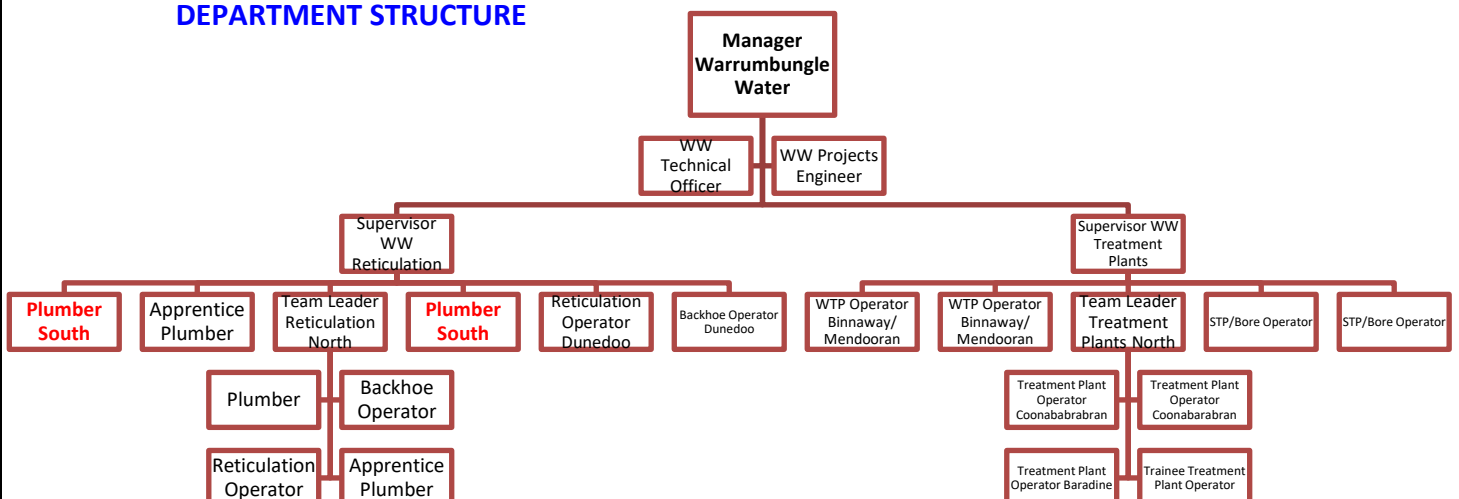 DEPARTMENT STRUCTURE
Manager
Warrumbungle
Water
WW
Technical
Officer
WW Projects
Engineer
Supervisor
WW
Reticulation
Supervisor WW
Treatment
Plants
Plumber
South
Apprentice
Plumber
Team Leader
Reticulation
North
Plumber
South
Reticulation
Operator
Dunedoo
Backhoe Operator
Dunedoo
WTP Operator
Binnaway/
Mendooran
WTP Operator
Binnaway/
Mendooran
Team Leader
Treatment
Plants North
STP/Bore Operator
STP/Bore Operator
Plumber
Backhoe
Operator
Treatment Plant
Operator
Coonababrabran
Treatment Plant
Operator
Coonabarabran
Reticulation
Operator
Apprentice
Plumber
Treatment Plant
Operator Baradine
Trainee Treatment
Plant Operator